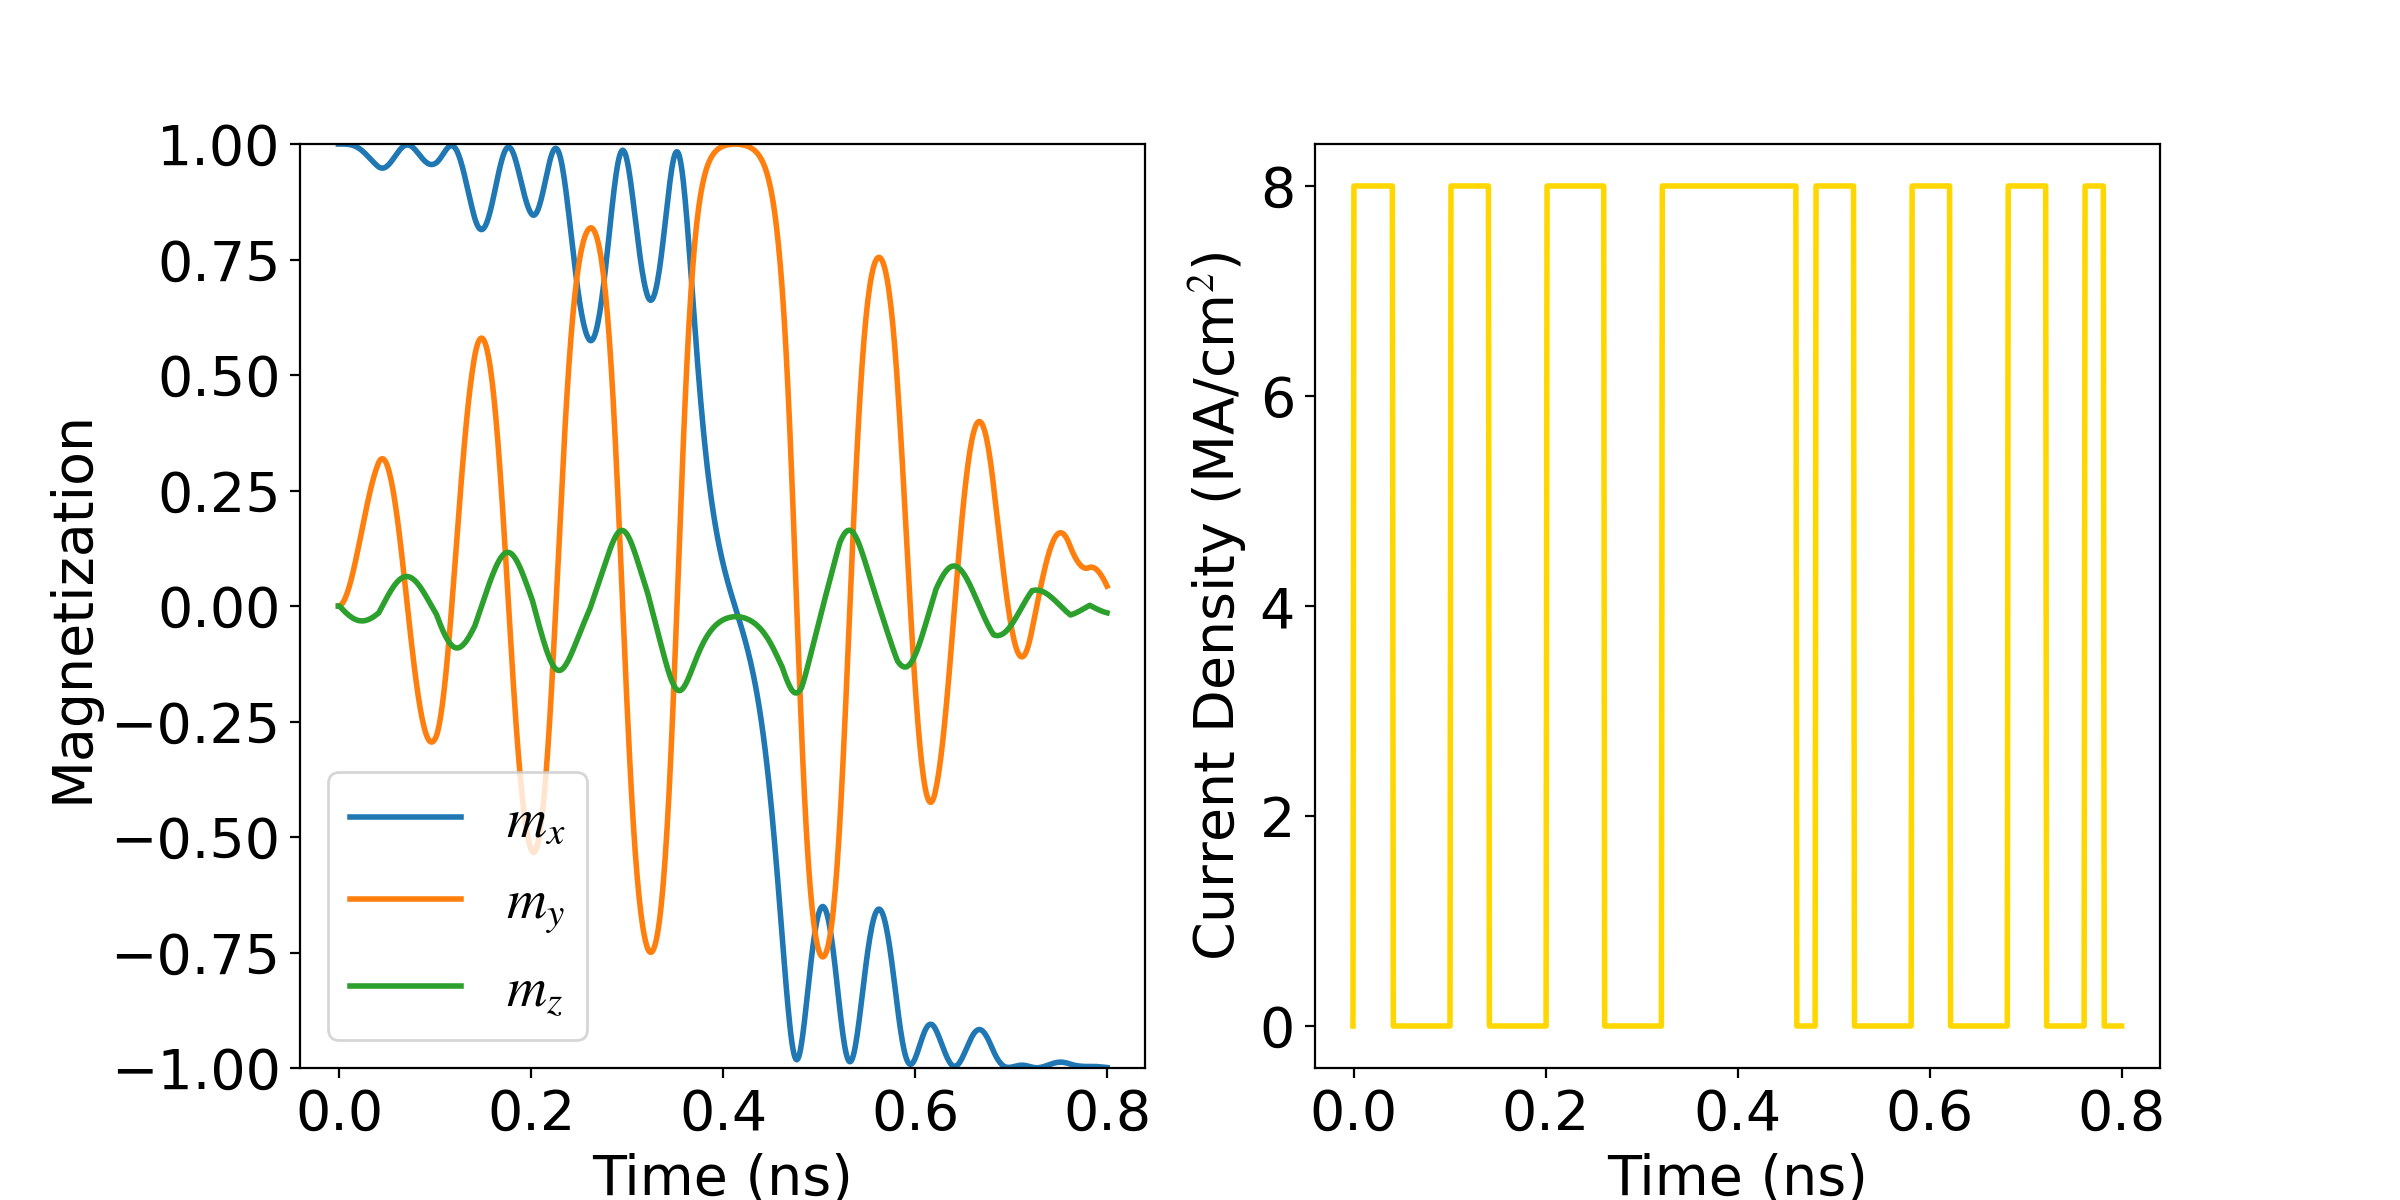 1.00
0.75
0.50
0.25
0.00
−0.25
−0.50
−0.75
−1.00
Magnetization
m_x
m_y
m_z
0.0 0.2 0.4 0.6 0.8
Time (ns)
8
6
4
2
0
Current Density (MA/cm²)
0.0 0.2 0.4 0.6 0.8
Time (ns)